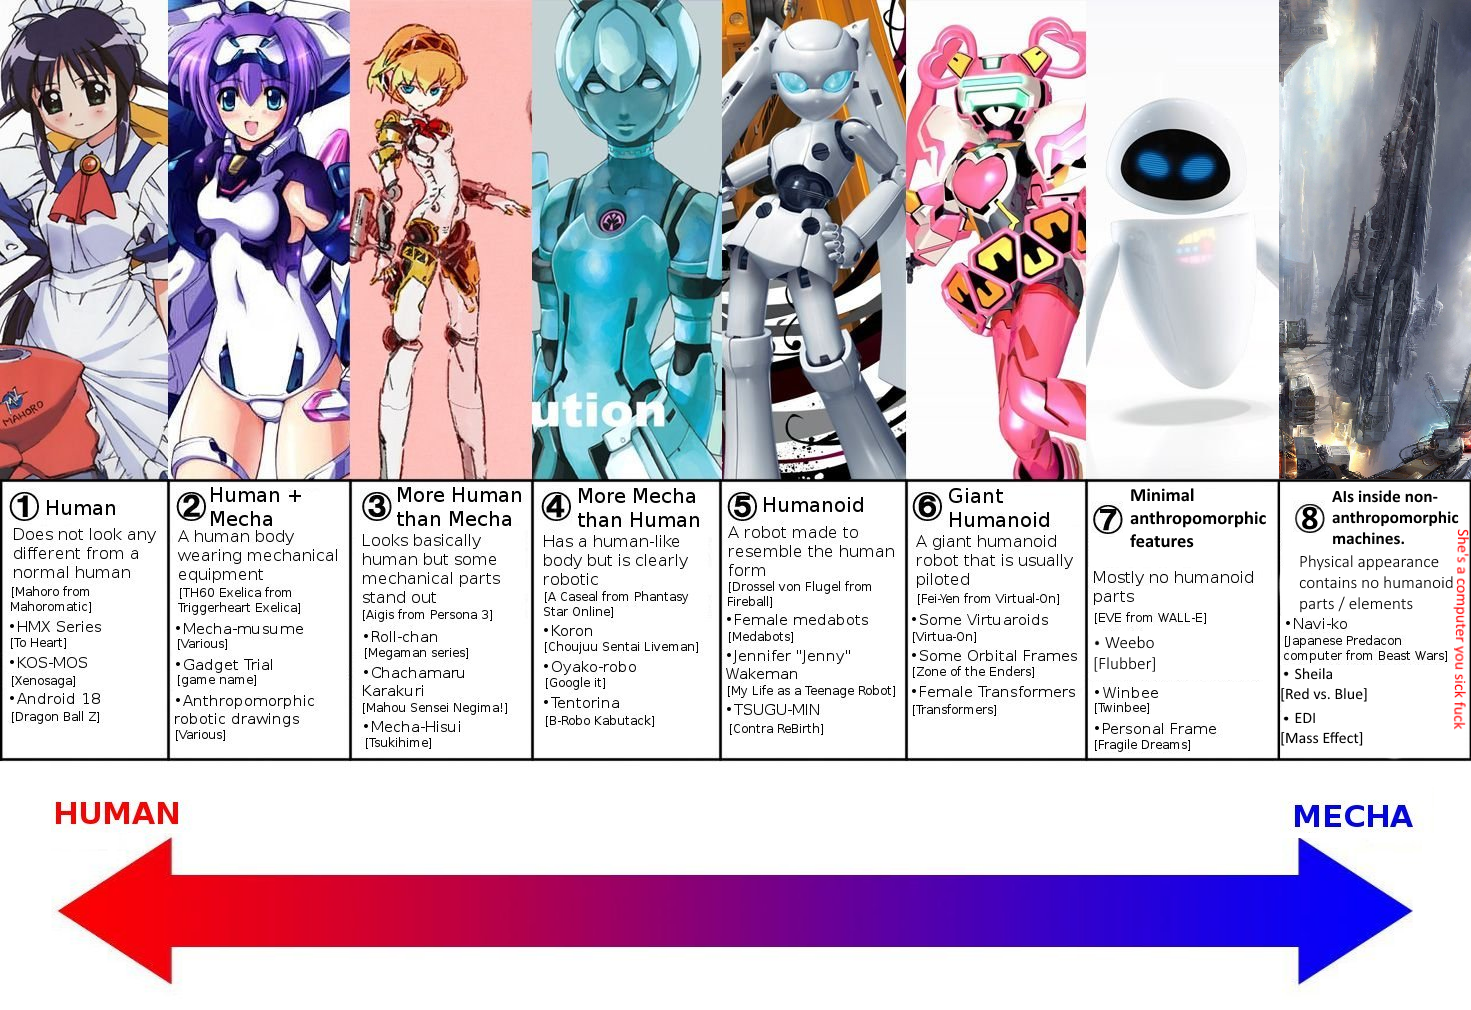 MAHORO
ution
① Human
Does not look any
different from a
normal human
[Mahoro from
Mahoromatic]
•HMX Series
[To Heart]
•KOS-MOS
[Xenosaga]
•Android 18
[Dragon Ball Z]
② Human +
Mecha
A human body
wearing mechanical
equipment
[TH60 Exelica from
Triggerheart Exelica]
•Mecha-musume
[Various]
•Gadget Trial
[game name]
•Anthropomorphic
robotic drawings
[Various]
③ More Human
than Mecha
Looks basically
human but some
mechanical parts
stand out
[Aigis from Persona 3]
•Roll-chan
[Megaman series]
•Chachamaru
Karakuri
[Mahou Sensei Negima!]
•Mecha-Hisui
[Tsukihime]
④ More Mecha
than Human
Has a human-like
body but is clearly
robotic
[A Caseal from Phantasy
Star Online]
•Koron
[Choujuu Sentai Liveman]
•Oyako-robo
[Google it]
•Tentorina
[B-Robo Kabutack]
⑤ Humanoid
A robot made to
resemble the human
form
[Drossel von Flugel from
Fireball]
•Female medabots
[Medabots]
•Jennifer "Jenny"
Wakeman
[My Life as a Teenage Robot]
•TSUGU-MIN
[Contra ReBirth]
⑥ Giant
Humanoid
A giant humanoid
robot that is usually
piloted
[Fei-Yen from Virtual-On]
•Some Virtuaroids
[Virtua-On]
•Some Orbital Frames
[Zone of the Enders]
•Female Transformers
[Transformers]
⑦ Minimal
anthropomorphic
features
Mostly no humanoid
parts
[EVE from WALL-E]
• Weebo
[Flubber]
•Winbee
[Twinbee]
•Personal Frame
[Fragile Dreams]
⑧ AIs inside non-
anthropomorphic
machines.
Physical appearance
contains no humanoid
parts / elements
•Navi-ko
[Japanese Predacon
computer from Beast Wars]
• Sheila
[Red vs. Blue]
• EDI
[Mass Effect]
She's a computer you sick fuck
HUMAN
MECHA